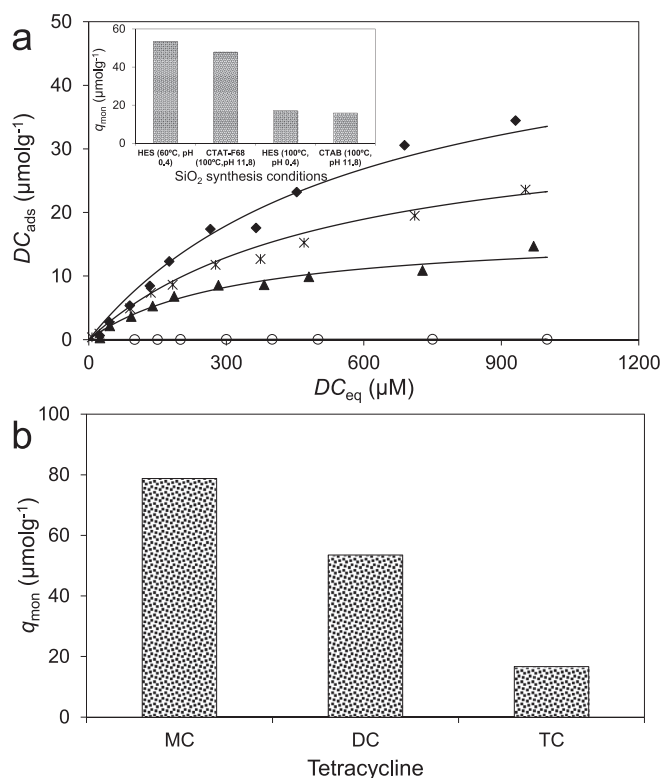 a
50
40
30
20
10
0
DCads (µmolg-1)
60
40
20
0
qmon (µmolg-1)
HES (60ºC, pH 0.4)
CTAT-F68 (100ºC,pH 11.8)
HES (100ºC, pH 0.4)
CTAB (100ºC, pH 11.8)
SiO2 synthesis conditions
0 300 600 900 1200
DCeq (µM)
b
100
80
60
40
20
0
qmon (µmolg-1)
MC DC TC
Tetracycline